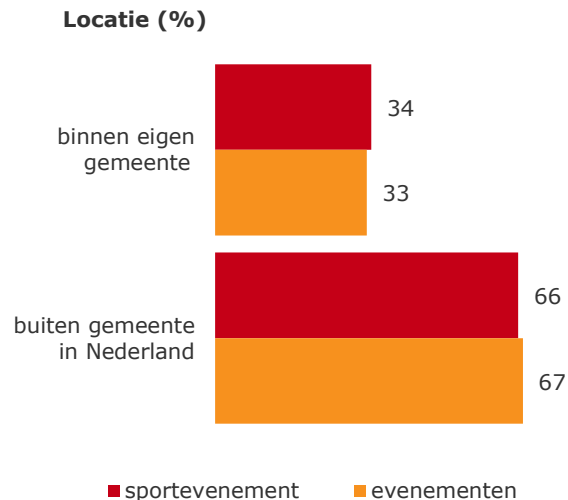 Locatie (%)
34
binnen eigen
gemeente
33
66
buiten gemeente
in Nederland
67
sportevenement evenementen